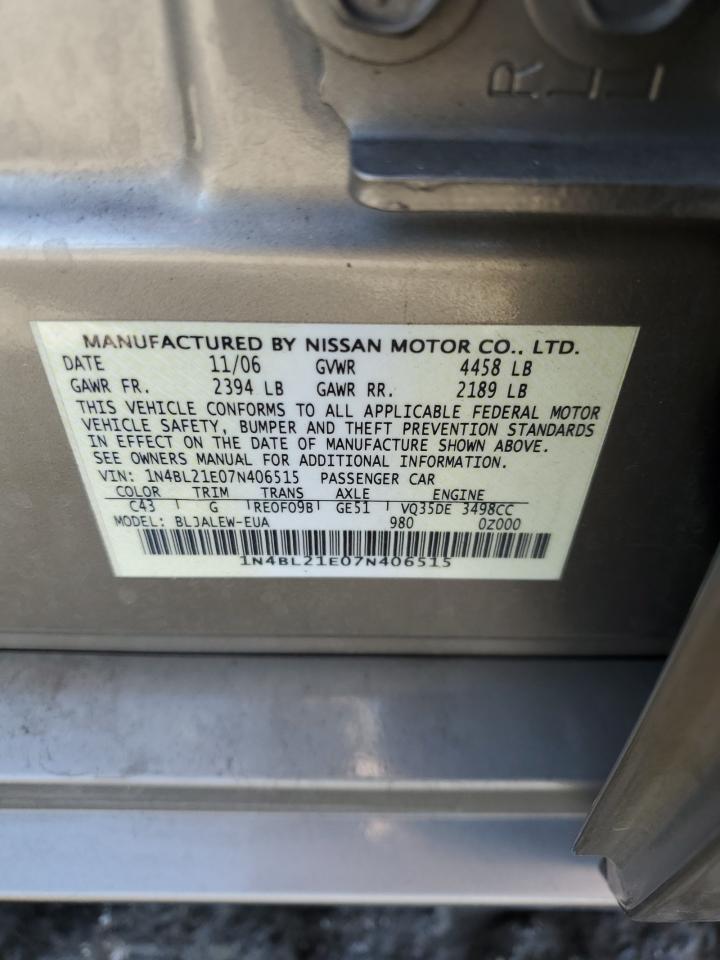 R
L
MANUFACTURED BY NISSAN MOTOR CO., LTD.
DATE 11/06 GVWR 4458 LB
GAWR FR. 2394 LB GAWR RR. 2189 LB
THIS VEHICLE CONFORMS TO ALL APPLICABLE FEDERAL MOTOR
VEHICLE SAFETY, BUMPER AND THEFT PREVENTION STANDARDS
IN EFFECT ON THE DATE OF MANUFACTURE SHOWN ABOVE.
SEE OWNERS MANUAL FOR ADDITIONAL INFORMATION.
VIN: 1N4BL21E07N406515 PASSENGER CAR
COLOR TRIM TRANS AXLE ENGINE
C43 G RE0F09B GE51 VQ35DE 3498CC
MODEL: BLJALEW-EUA 980 0Z000
1N4BL21E07N406515